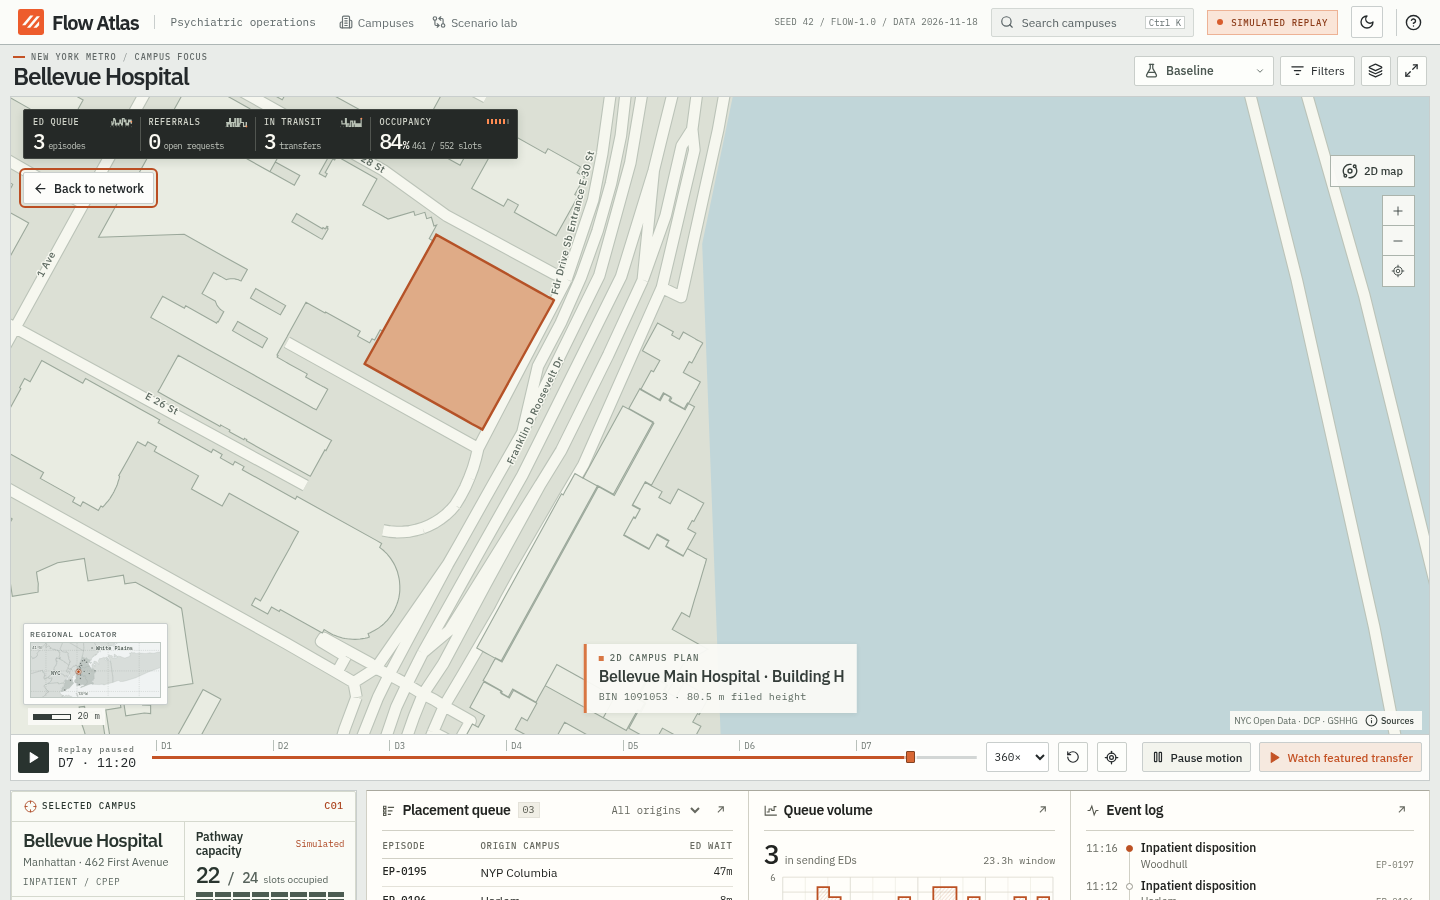 Flow Atlas
Psychiatric operations
Campuses
Scenario lab
SEED 42 / FLOW-1.0 / DATA 2026-11-18
Search campuses
Ctrl K
SIMULATED REPLAY
NEW YORK METRO / CAMPUS FOCUS
Bellevue Hospital
Baseline
Filters
ED QUEUE
3 episodes
REFERRALS
0 open requests
IN TRANSIT
3 transfers
OCCUPANCY
84% 461 / 552 slots
Back to network
2D map
28 St
1 Ave
Fdr Drive Sb Entrance E 30 St
E 26 St
Franklin D Roosevelt Dr
REGIONAL LOCATOR
White Plains
NYC
20 m
2D CAMPUS PLAN
Bellevue Main Hospital · Building H
BIN 1091053 · 80.5 m filed height
NYC Open Data · DCP · GSHHG
Sources
Replay paused
D7 · 11:20
D1
D2
D3
D4
D5
D6
D7
360×
Pause motion
Watch featured transfer
SELECTED CAMPUS
C01
Bellevue Hospital
Manhattan · 462 First Avenue
INPATIENT / CPEP
Pathway capacity
Simulated
22 / 24 slots occupied
Placement queue
03
All origins
EPISODE
ORIGIN CAMPUS
ED WAIT
EP-0195
NYP Columbia
47m
Queue volume
3 in sending EDs
23.3h window
6
Event log
11:16
Inpatient disposition
Woodhull
EP-0197
11:12
Inpatient disposition